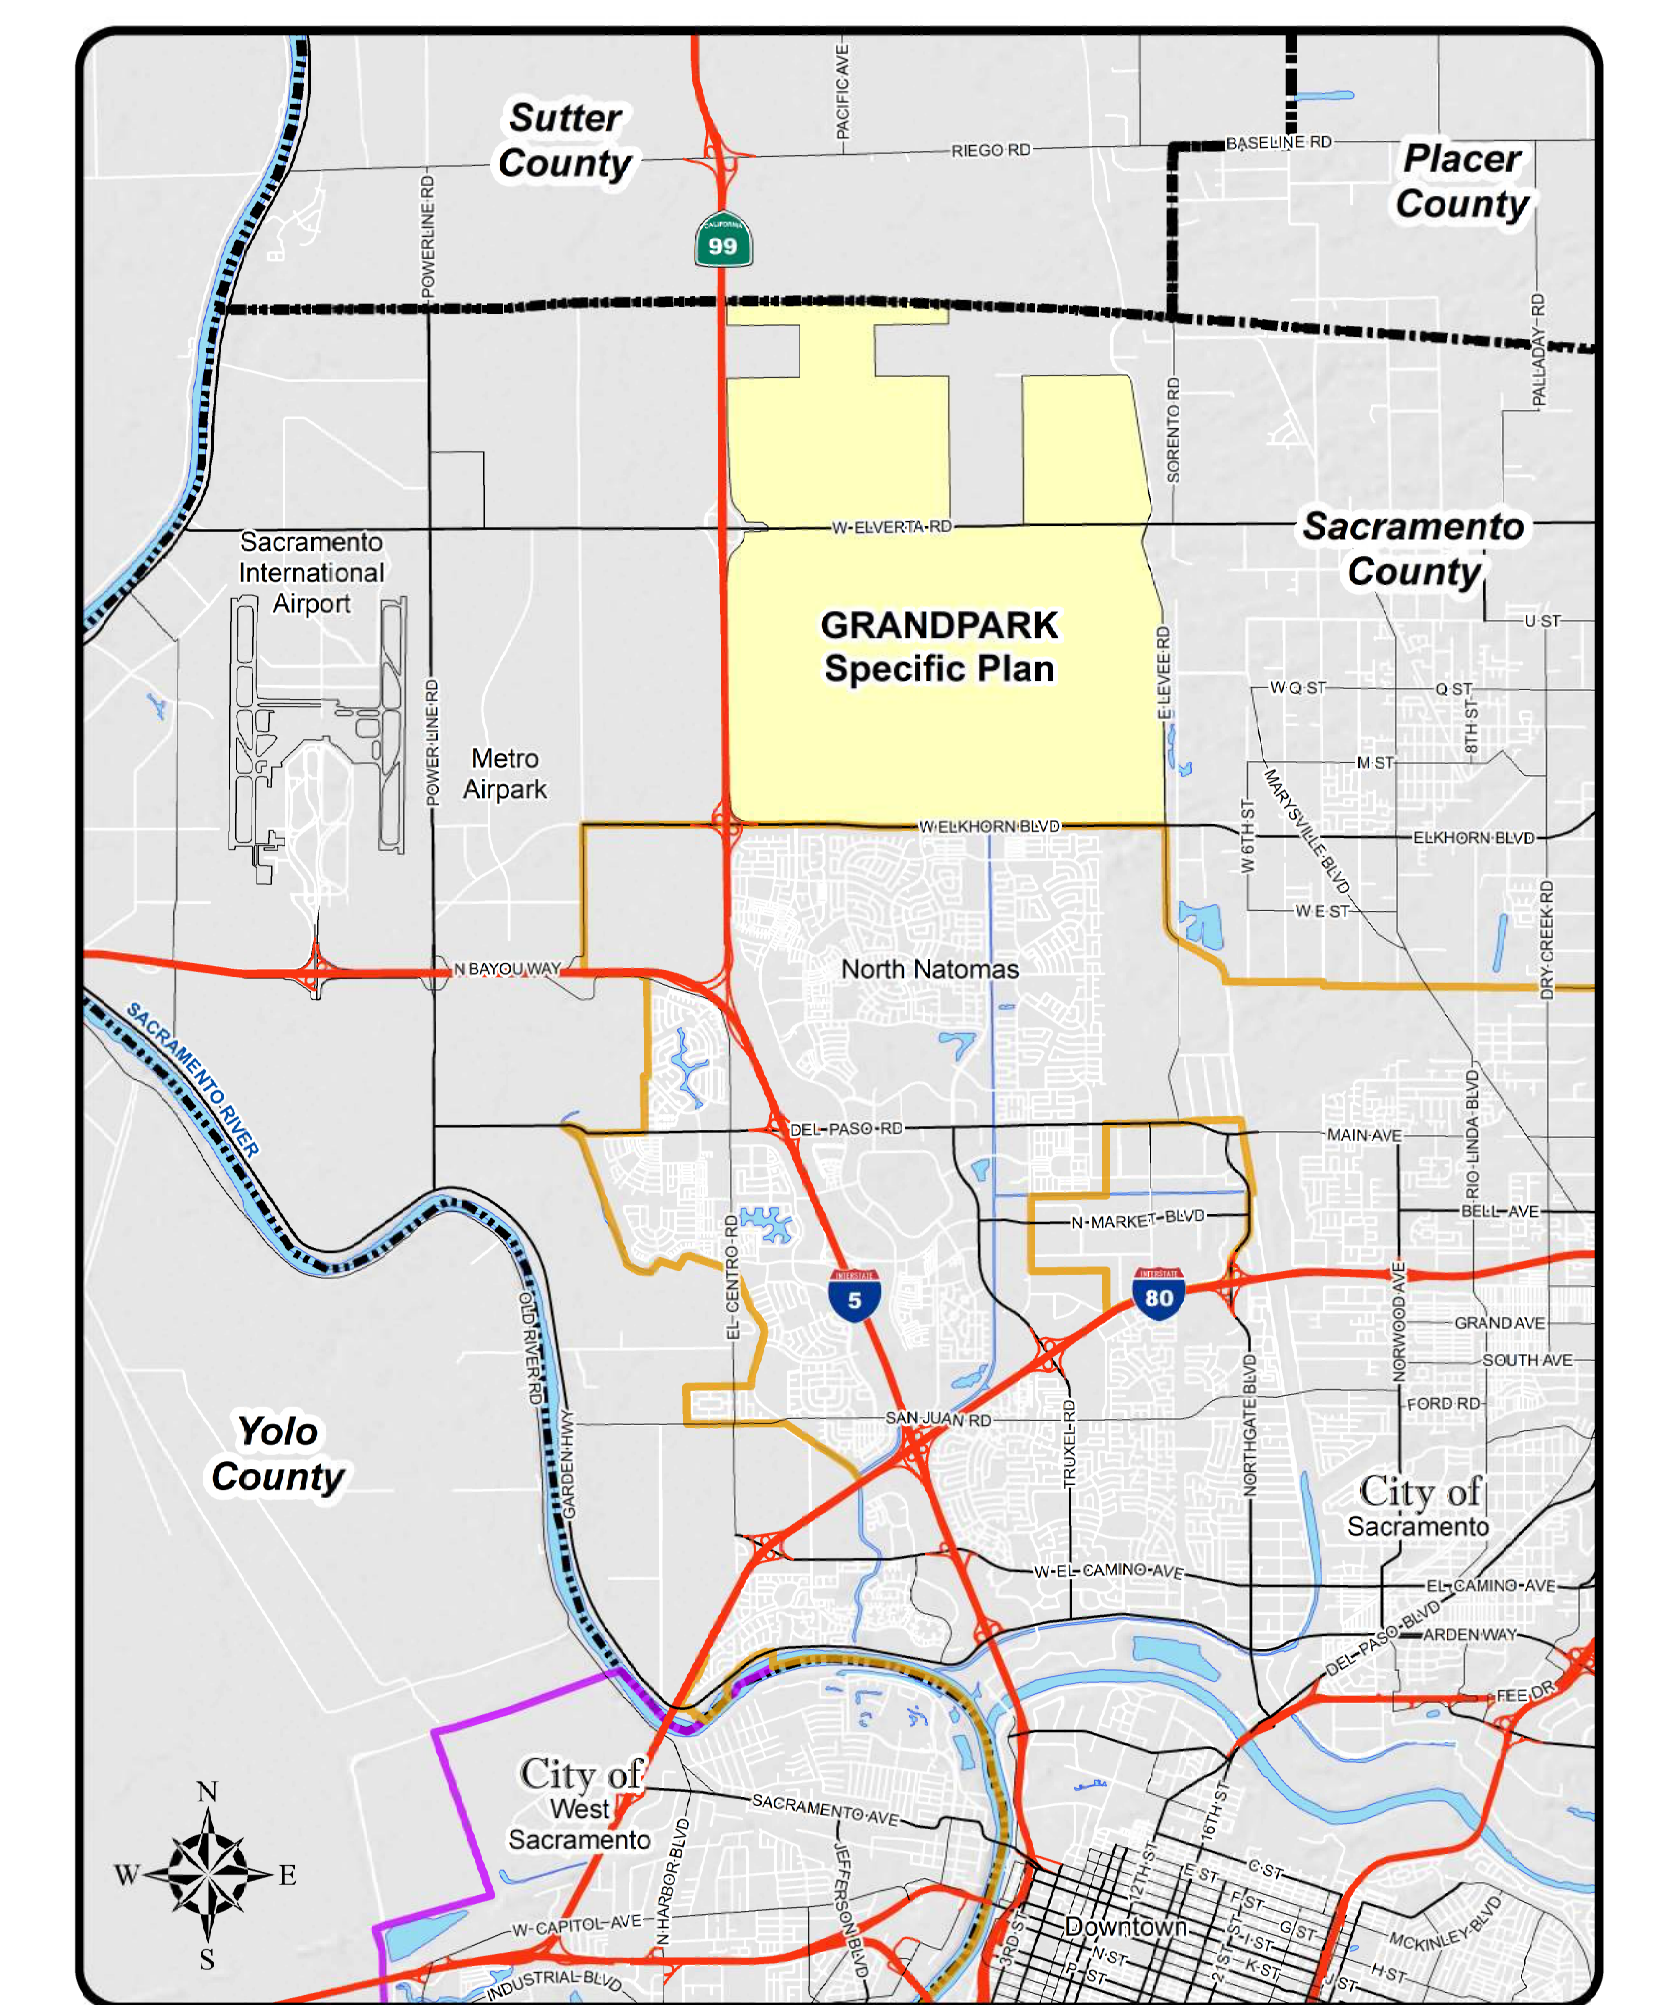 PACIFIC AVE
Sutter
County
RIEGO RD
BASELINE RD
Placer
County
POWERLINE RD
CALIFORNIA
99
PALLADAY RD
SORENTO RD
W ELVERTA RD
Sacramento
County
Sacramento
International
Airport
GRANDPARK
Specific Plan
U ST
E LEVEE RD
W Q ST
Q ST
8TH ST
POWER LINE RD
Metro
Airpark
M ST
MARYSVILLE BLVD
W 6TH ST
W ELKHORN BLVD
ELKHORN BLVD
W E ST
DRY CREEK RD
N BAYOU WAY
North Natomas
SACRAMENTO RIVER
DEL PASO RD
MAIN AVE
RIO LINDA BLVD
N MARKET BLVD
BELL AVE
EL CENTRO RD
INTERSTATE
5
INTERSTATE
80
OLD RIVER RD
NORWOOD AVE
GRAND AVE
SOUTH AVE
NORTHGATE BLVD
FORD RD
SAN JUAN RD
TRUXEL RD
GARDEN HWY
Yolo
County
City of
Sacramento
W EL CAMINO AVE
EL CAMINO AVE
DEL PASO BLVD
ARDEN WAY
FEE DR
City of
West
Sacramento
SACRAMENTO AVE
N HARBOR BLVD
JEFFERSON BLVD
16TH ST
12TH ST
C ST
E ST
F ST
G ST
I ST
K ST
J ST
H ST
N ST
P ST
21 ST
3RD ST
MCKINLEY BLVD
Downtown
W CAPITOL AVE
INDUSTRIAL BLVD
N
W
E
S